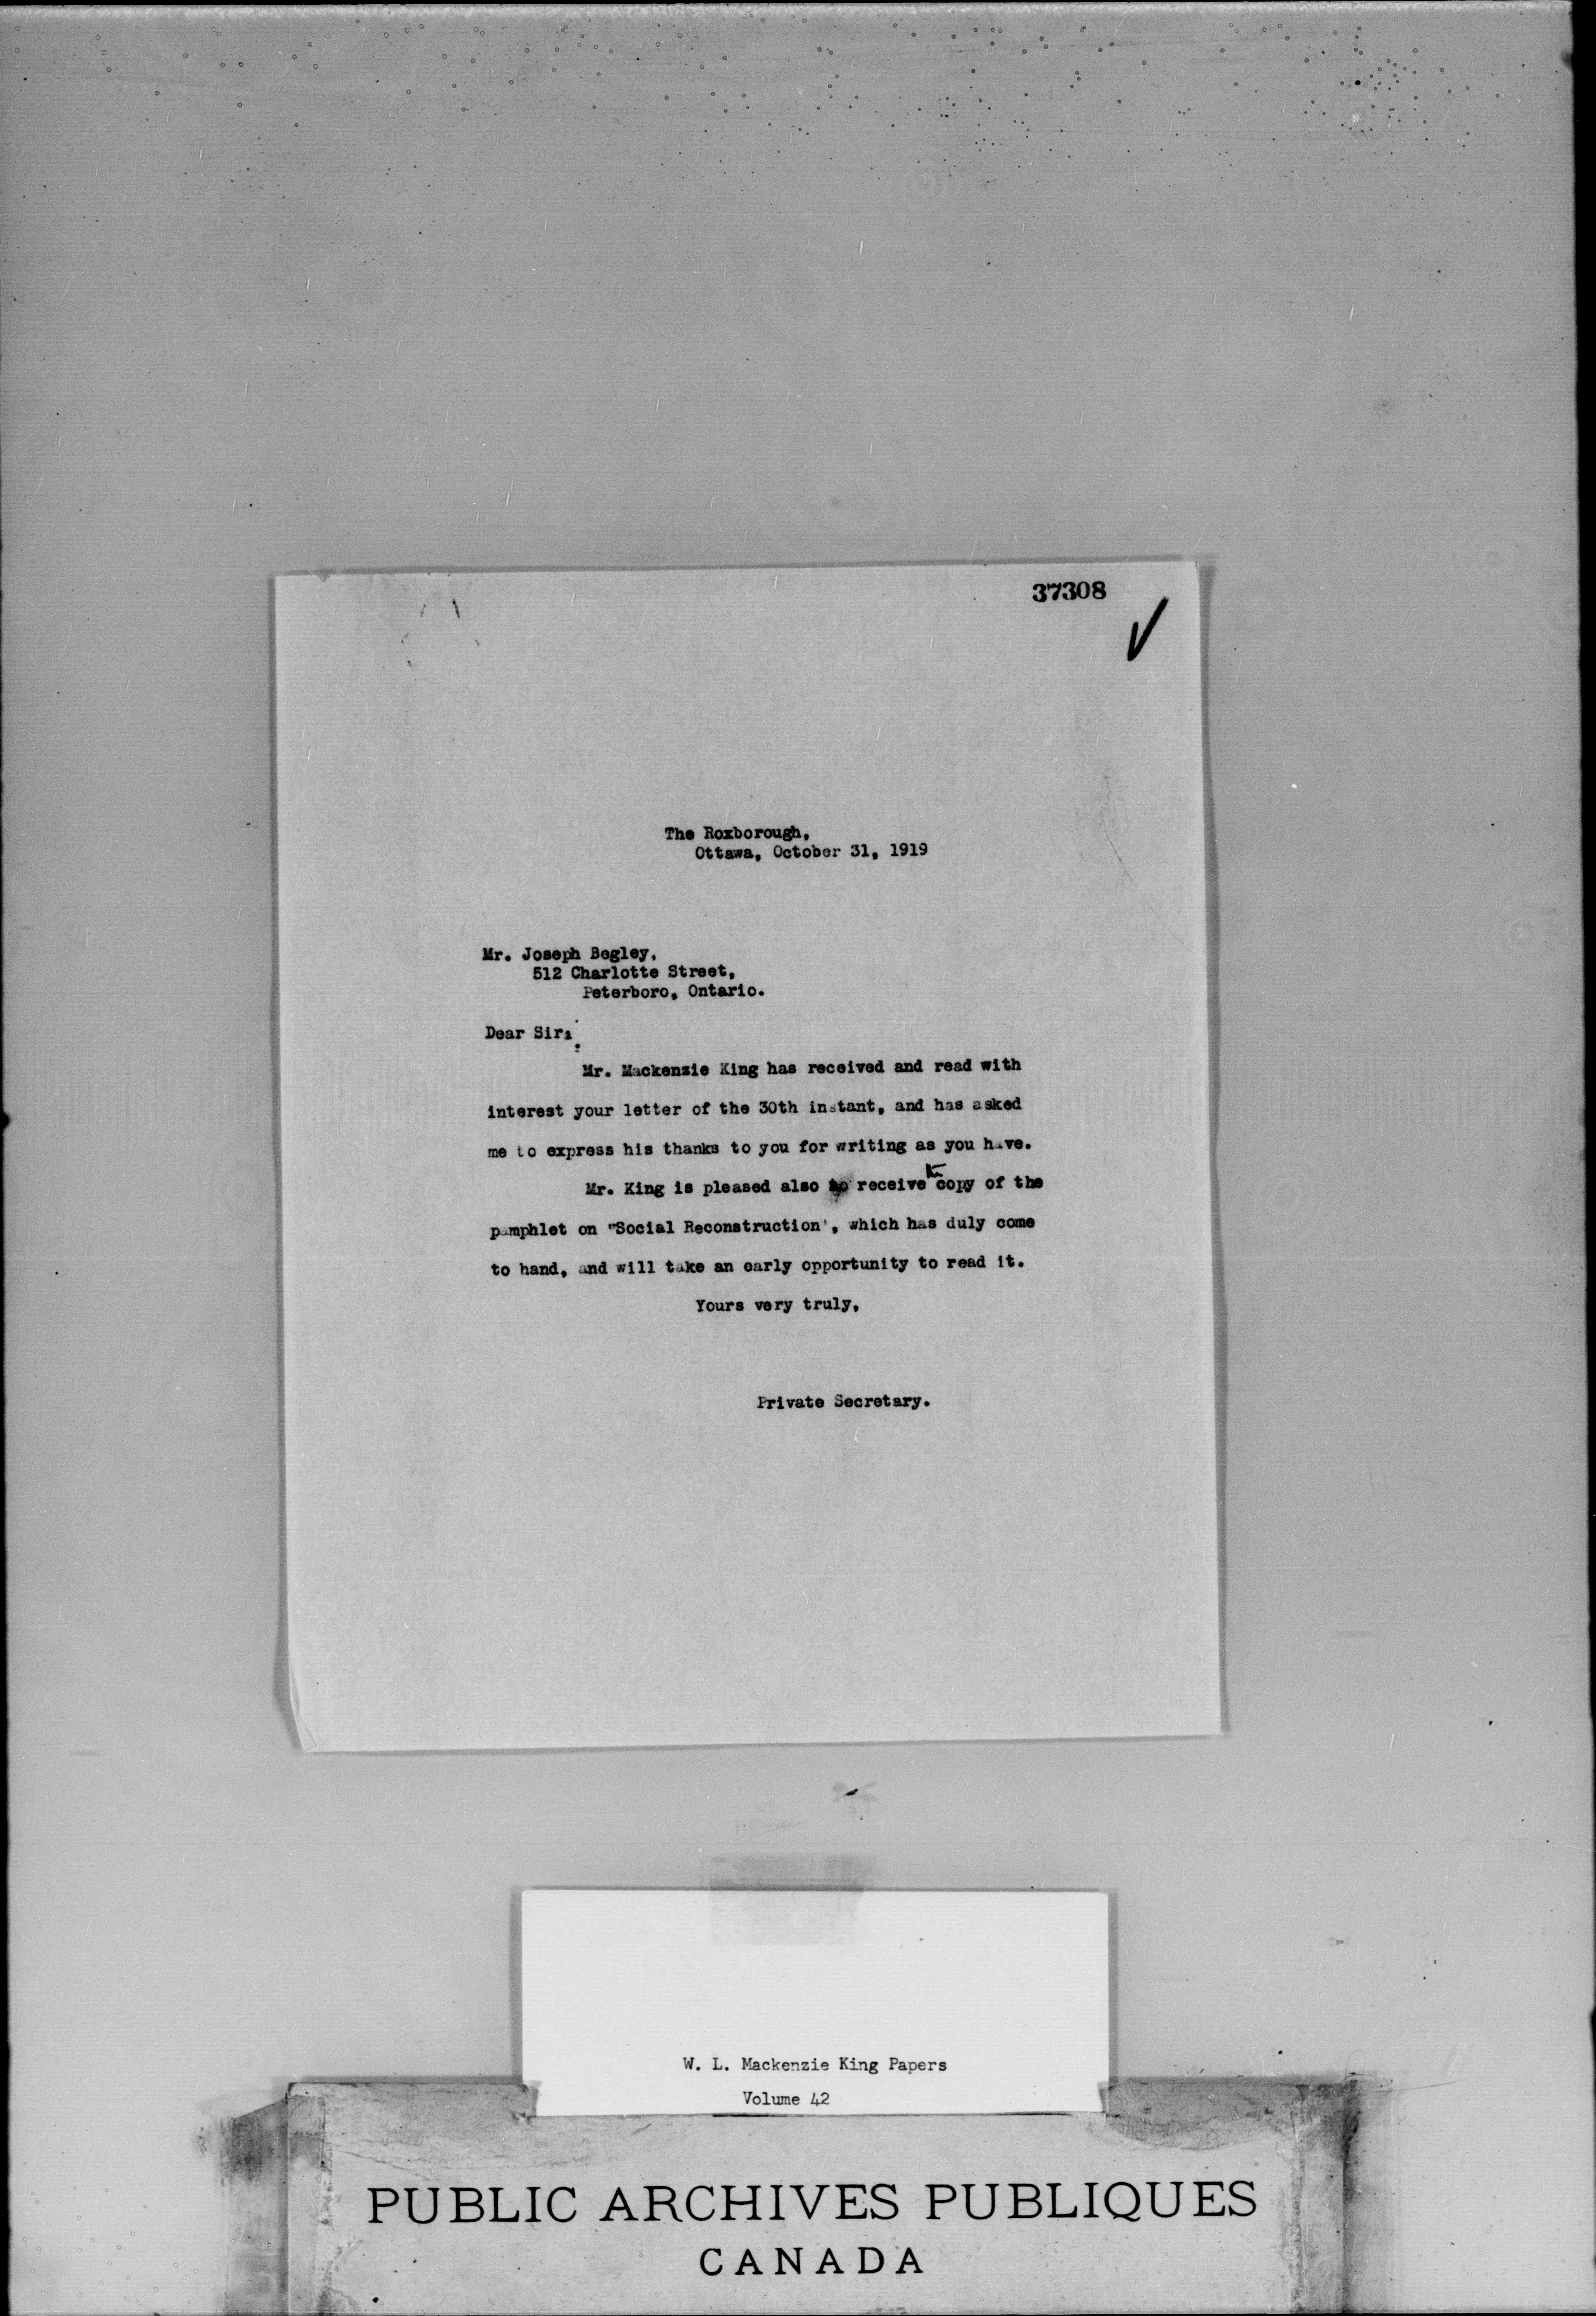 37308
The Roxborough,
Ottawa, October 31, 1919
Mr. Joseph Begley,
512 Charlotte Street,
Peterboro, Ontario.
Dear Sir:
Mr. Mackenzie King has received and read with
interest your letter of the 30th instant, and has asked
me to express his thanks to you for writing as you have.
Mr. King is pleased also to receive copy of the
pamphlet on "Social Reconstruction', which has duly come
to hand, and will take an early opportunity to read it.
Yours very truly,
Private Secretary.
W. L. Mackenzie King Papers
Volume 42
PUBLIC ARCHIVES PUBLIQUES
CANADA